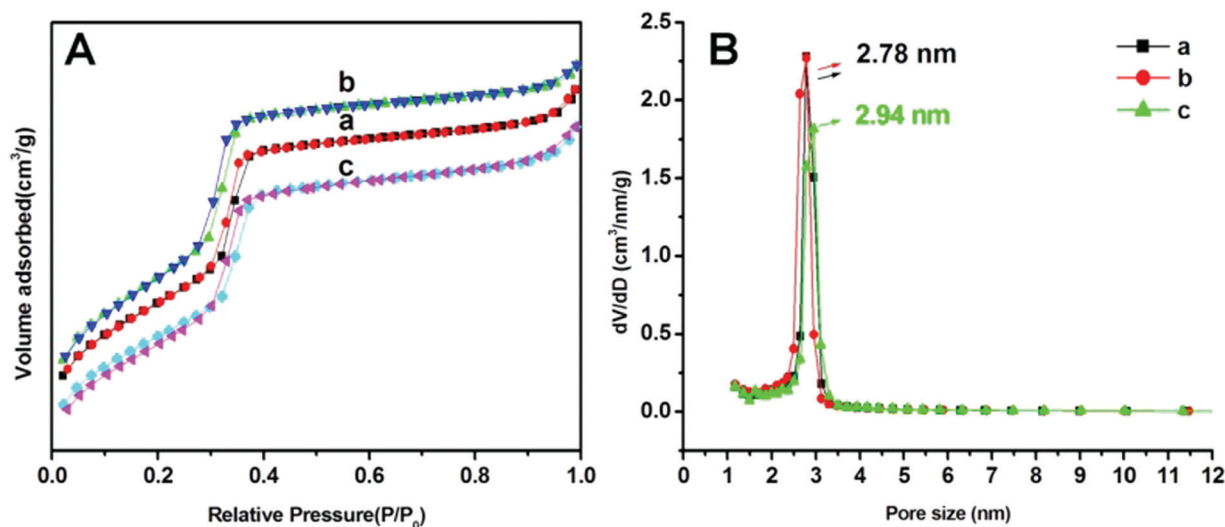 A
b
a
c
Volume adsorbed(cm³/g)
0.0 0.2 0.4 0.6 0.8 1.0
Relative Pressure(P/P₀)
B
2.78 nm
2.94 nm
a
b
c
dV/dD (cm³/nm/g)
2.5
2.0
1.5
1.0
0.5
0.0
0 1 2 3 4 5 6 7 8 9 10 11 12
Pore size (nm)